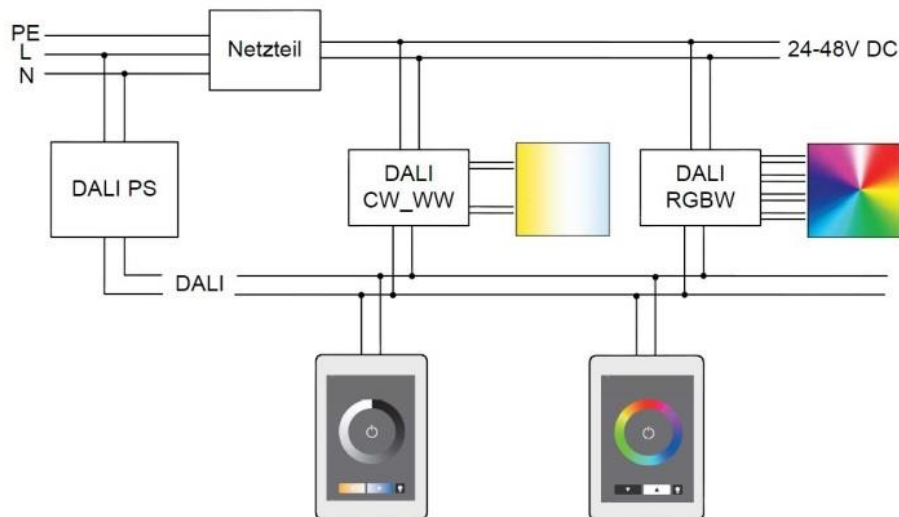 PE
L
N
Netzteil
24-48V DC
DALI PS
DALI
CW_WW
DALI
RGBW
DALI